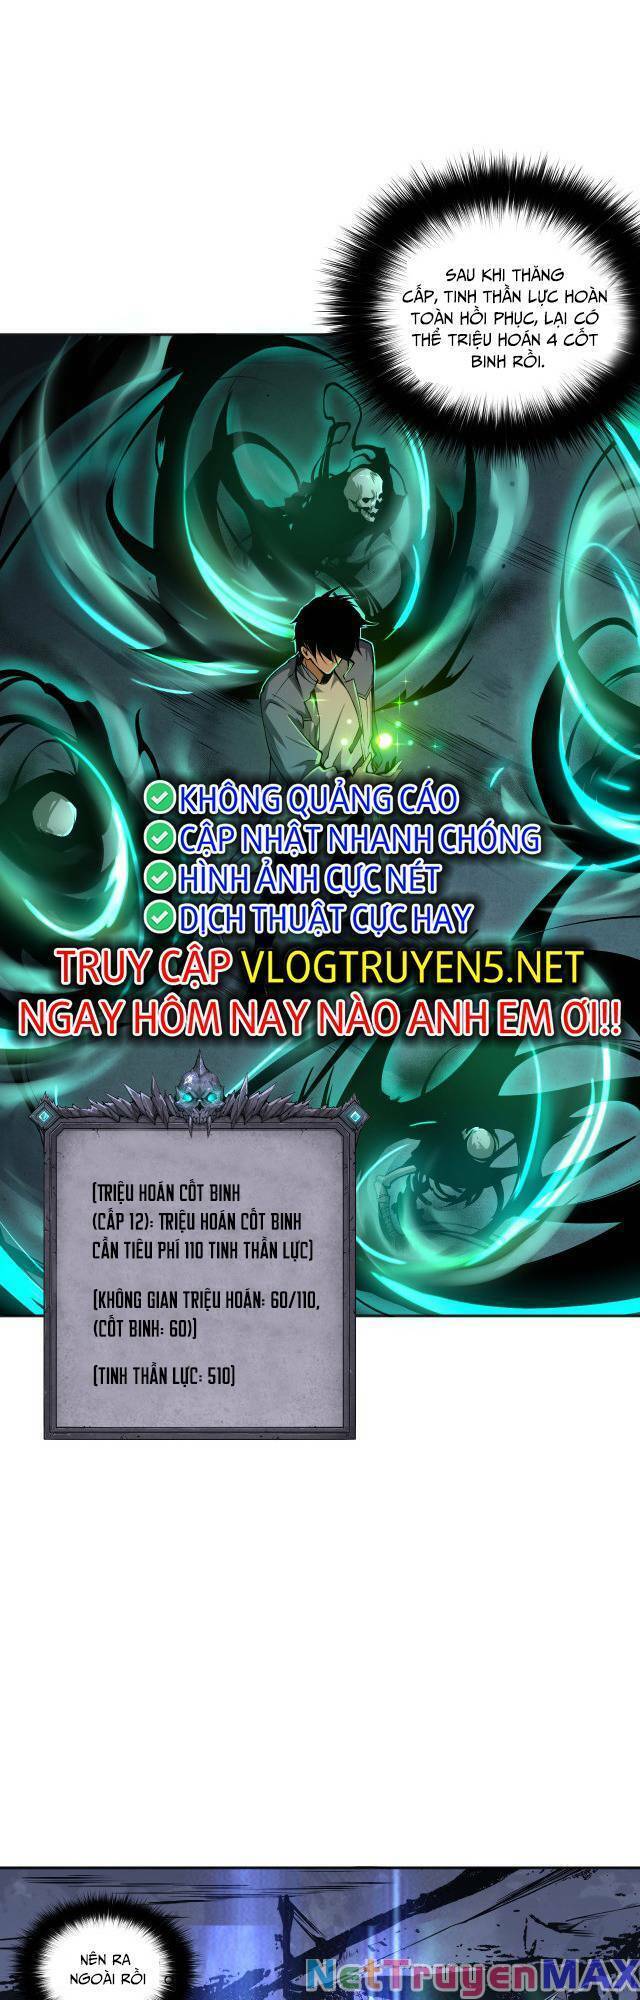 SAU KHI THĂNG
CẤP, TINH THẦN LỰC HOÀN
TOÀN HỒI PHỤC, LẠI CÓ
THỂ TRIỆU HOÁN 4 CỐT
BINH RỒI.
KHÔNG QUẢNG CÁO
CẬP NHẬT NHANH CHÓNG
HÌNH ẢNH CỰC NÉT
DỊCH THUẬT CỰC HAY
TRUY CẬP VLOGTRUYEN5.NET
NGAY HÔM NAY NÀO ANH EM ƠI!!
[TRIỆU HOÁN CỐT BINH
(CẤP 12): TRIỆU HOÁN CỐT BINH
CẦN TIÊU PHÍ 110 TINH THẦN LỰC]
[KHÔNG GIAN TRIỆU HOÁN: 60/110,
(CỐT BINH: 60)]
[TINH THẦN LỰC: 510]
NÊN RA
NGOÀI RỒI
NetTruyenMAX